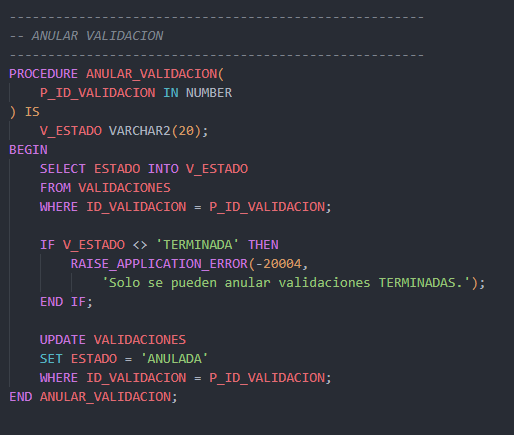 ------------------------------------------------------
-- ANULAR VALIDACION
------------------------------------------------------
PROCEDURE ANULAR_VALIDACION(
    P_ID_VALIDACION IN NUMBER
) IS
    V_ESTADO VARCHAR2(20);
BEGIN
    SELECT ESTADO INTO V_ESTADO
    FROM VALIDACIONES
    WHERE ID_VALIDACION = P_ID_VALIDACION;

    IF V_ESTADO <> 'TERMINADA' THEN
        RAISE_APPLICATION_ERROR(-20004,
            'Solo se pueden anular validaciones TERMINADAS.');
    END IF;

    UPDATE VALIDACIONES
    SET ESTADO = 'ANULADA'
    WHERE ID_VALIDACION = P_ID_VALIDACION;
END ANULAR_VALIDACION;